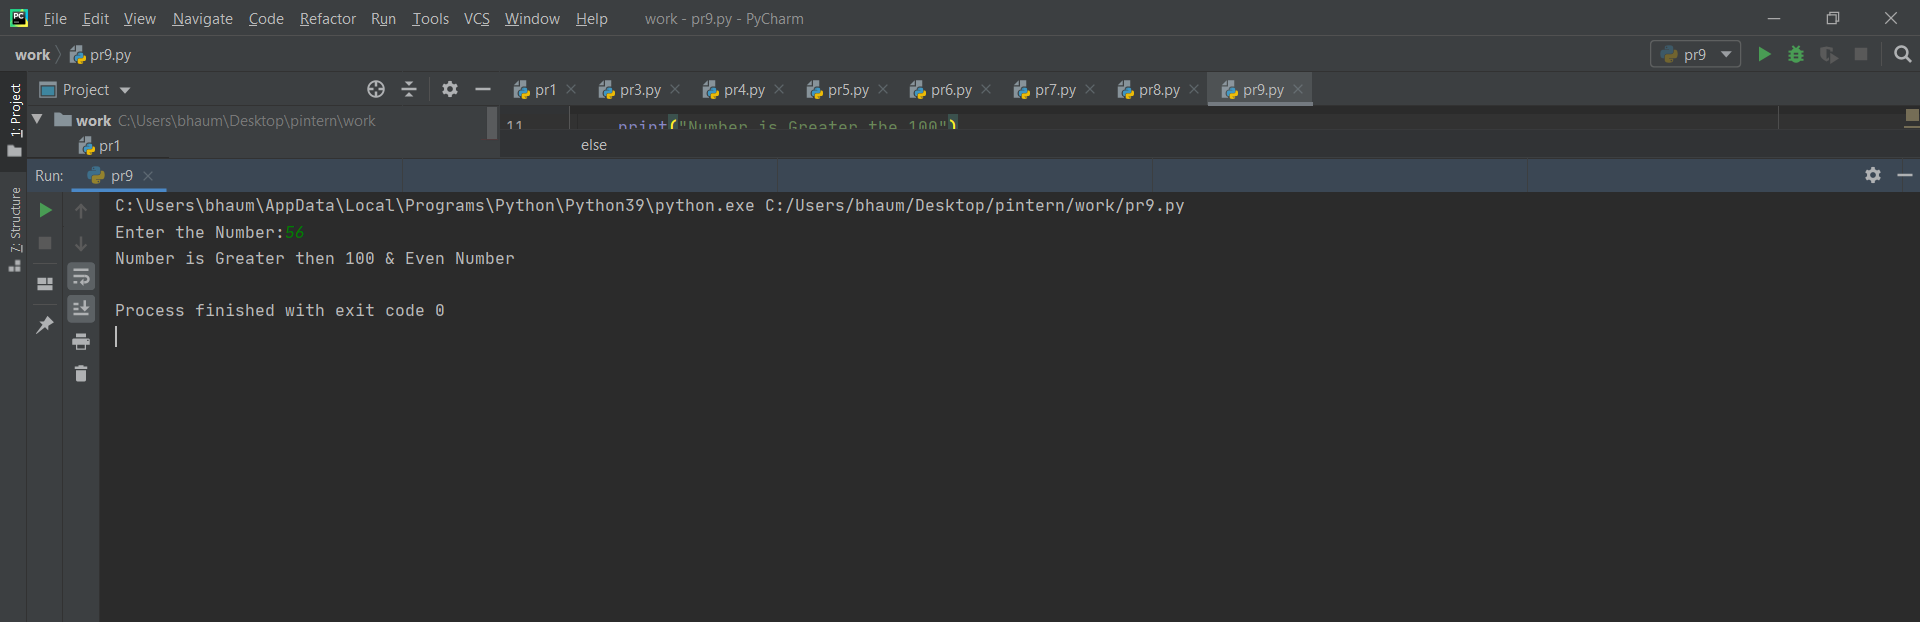 File Edit View Navigate Code Refactor Run Tools VCS Window Help work - pr9.py - PyCharm
work pr9.py pr9
1: Project
Project pr1 pr3.py pr4.py pr5.py pr6.py pr7.py pr8.py pr9.py
work C:\Users\bhaum\Desktop\pintern\work
11 print("Number is Greater the 100")
pr1
else
Run: pr9
7: Structure
C:\Users\bhaum\AppData\Local\Programs\Python\Python39\python.exe C:/Users/bhaum/Desktop/pintern/work/pr9.py
Enter the Number:56
Number is Greater then 100 & Even Number
Process finished with exit code 0